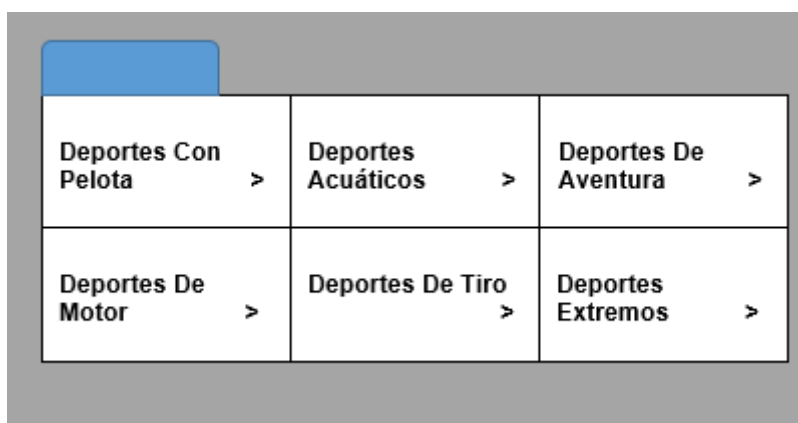 Deportes Con
Pelota >
Deportes
Acuáticos >
Deportes De
Aventura >
Deportes De
Motor >
Deportes De Tiro
>
Deportes
Extremos >